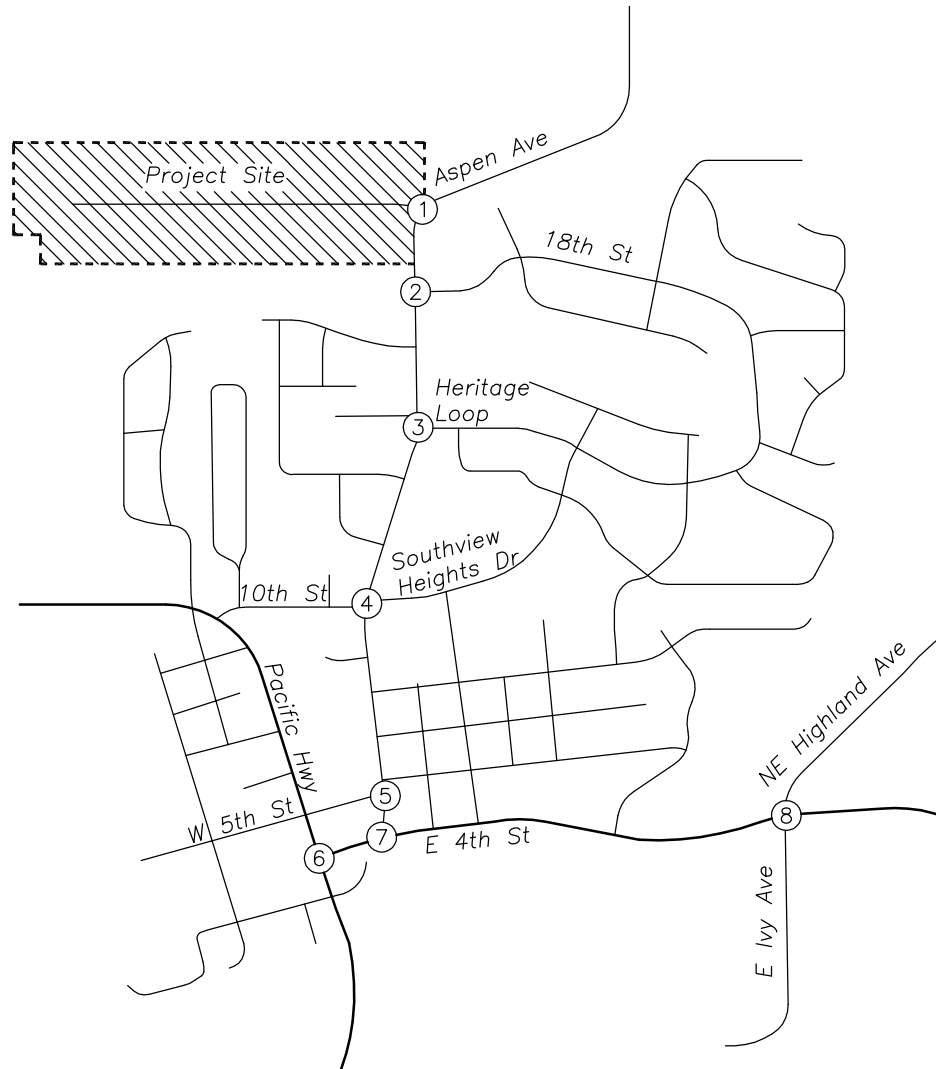 Aspen Ave
Project Site
1
18th St
2
Heritage
Loop
3
Southview
Heights Dr
10th St
4
Pacific Hwy
NE Highland Ave
5
W 5th St
8
7
E 4th St
6
E Ivy Ave